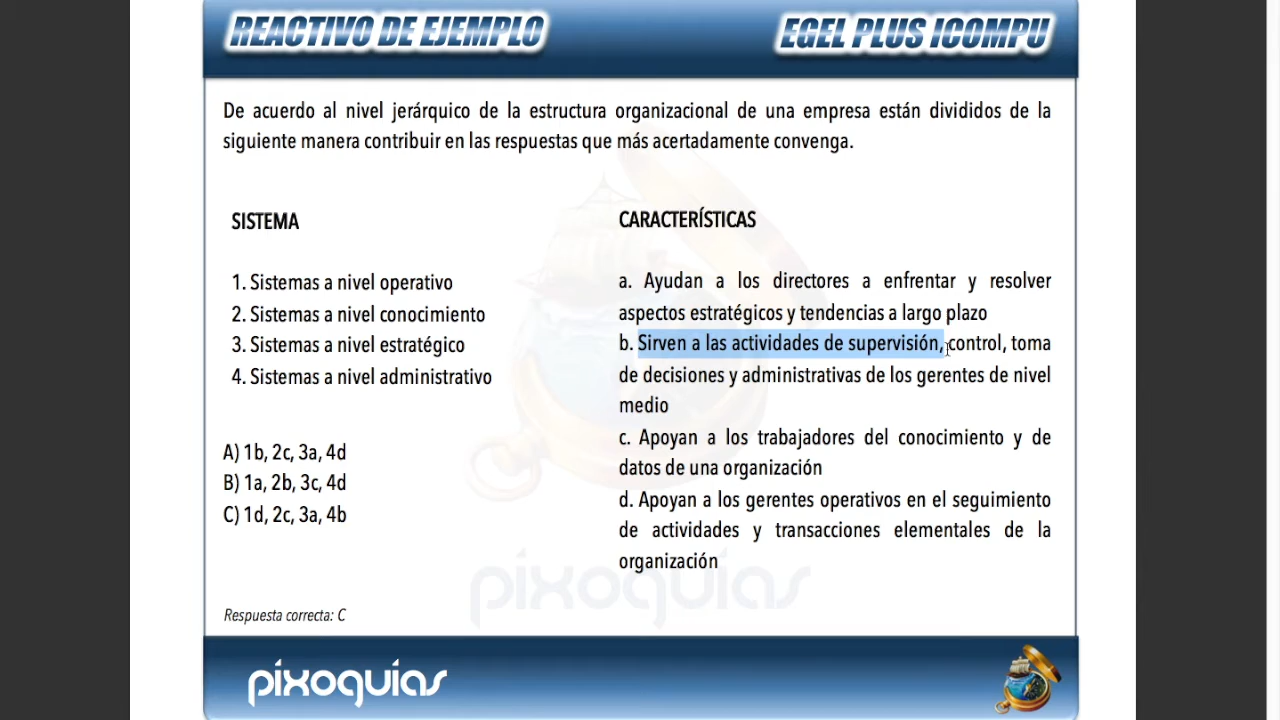 REACTIVO DE EJEMPLO
EGEL PLUS ICOMPU
De acuerdo al nivel jerárquico de la estructura organizacional de una empresa están divididos de la
siguiente manera contribuir en las respuestas que más acertadamente convenga.
SISTEMA
1. Sistemas a nivel operativo
2. Sistemas a nivel conocimiento
3. Sistemas a nivel estratégico
4. Sistemas a nivel administrativo
A) 1b, 2c, 3a, 4d
B) 1a, 2b, 3c, 4d
C) 1d, 2c, 3a, 4b
CARACTERÍSTICAS
a. Ayudan a los directores a enfrentar y resolver
aspectos estratégicos y tendencias a largo plazo
b. Sirven a las actividades de supervisión, control, toma
de decisiones y administrativas de los gerentes de nivel
medio
c. Apoyan a los trabajadores del conocimiento y de
datos de una organización
d. Apoyan a los gerentes operativos en el seguimiento
de actividades y transacciones elementales de la
organización
pixoguías
Respuesta correcta: C
pixoguías